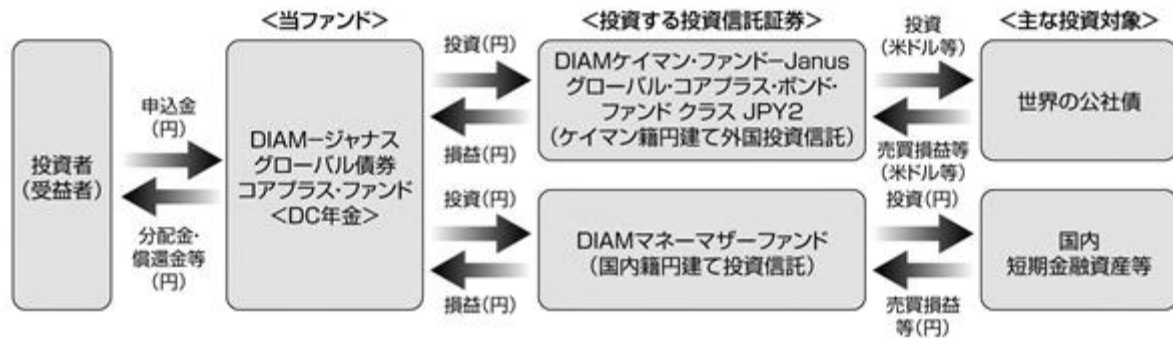 ＜当ファンド＞
＜投資する投資信託証券＞
＜主な投資対象＞
投資者
（受益者）
申込金
（円）
分配金・
償還金等
（円）
DIAMージャナス
グローバル債券
コアプラス・ファンド
＜DC年金＞
投資（円）
損益（円）
DIAMケイマン・ファンドーJanus
グローバル・コアプラス・ボンド・
ファンド クラス JPY2
（ケイマン籍円建て外国投資信託）
投資
（米ドル等）
売買損益等
（米ドル等）
世界の公社債
投資（円）
損益（円）
DIAMマネーマザーファンド
（国内籍円建て投資信託）
投資（円）
売買損益
等（円）
国内
短期金融資産等